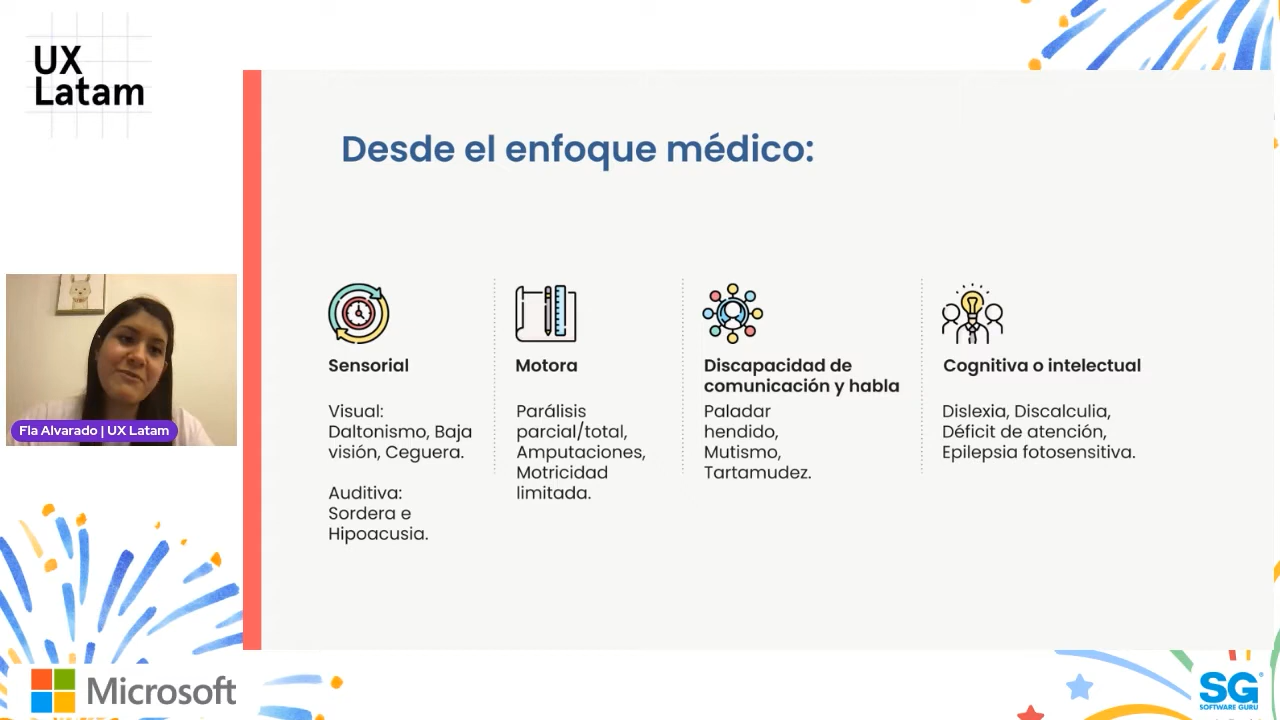 UX
Latam
Desde el enfoque médico:
Sensorial
Visual:
Daltonismo, Baja
visión, Ceguera.
Auditiva:
Sordera e
Hipoacusia.
Motora
Parálisis
parcial/total,
Amputaciones,
Motricidad
limitada.
Discapacidad de
comunicación y habla
Paladar
hendido,
Mutismo,
Tartamudez.
Cognitiva o intelectual
Dislexia, Discalculia,
Déficit de atención,
Epilepsia fotosensitiva.
Fla Alvarado | UX Latam
Microsoft
SG
SOFTWARE GURU